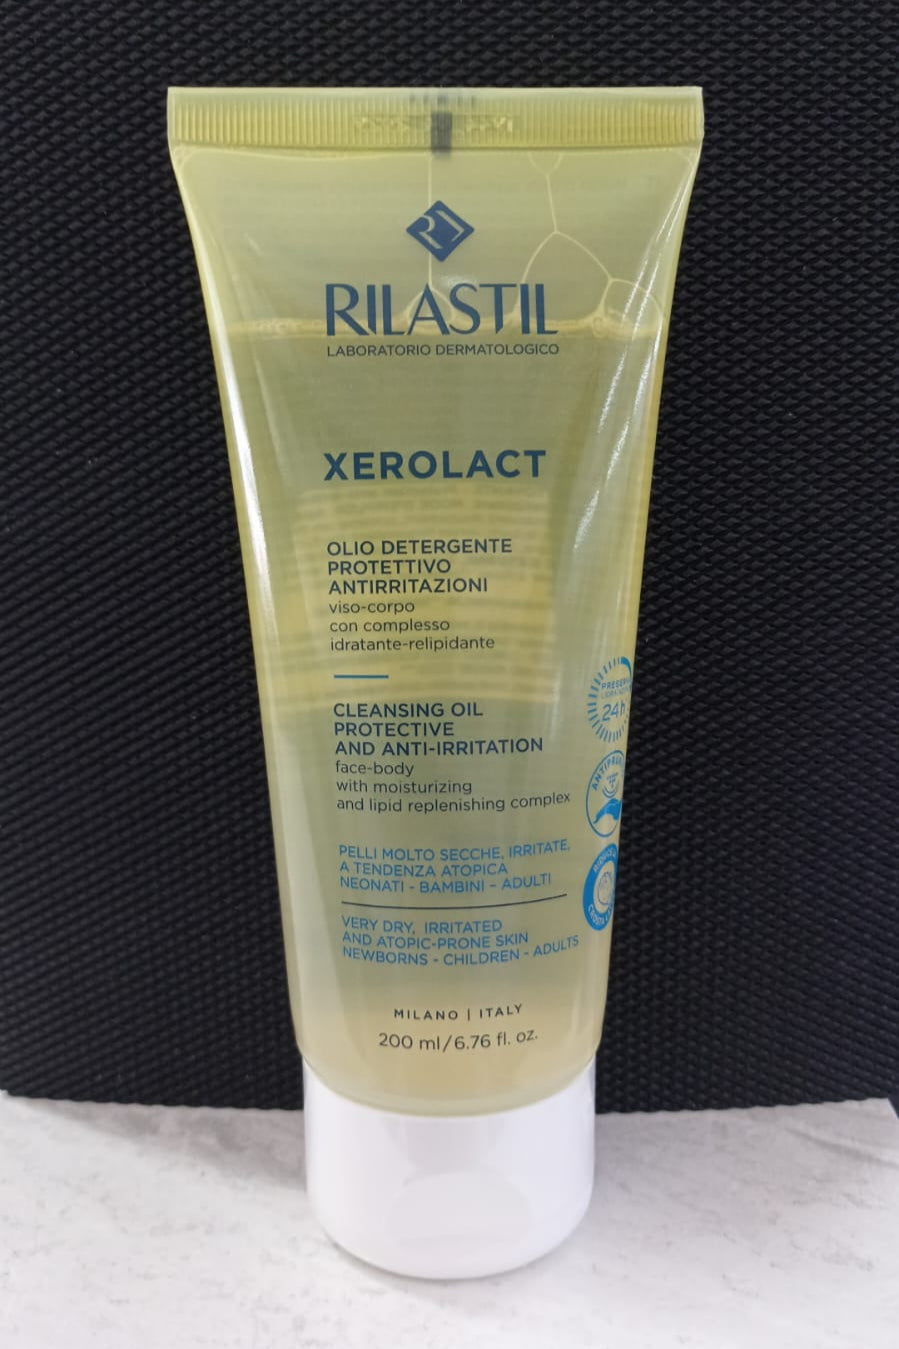 RILASTIL
LABORATORIO DERMATOLOGICO
XEROLACT
OLIO DETERGENTE
PROTETTIVO
ANTIRRITAZIONI
viso-corpo
con complesso
idratante-relipidante
CLEANSING OIL
PROTECTIVE
AND ANTI-IRRITATION
face-body
with moisturizing
and lipid replenishing complex
24h
PELLI MOLTO SECCHE, IRRITATE,
A TENDENZA ATOPICA
NEONATI - BAMBINI - ADULTI
VERY DRY, IRRITATED
AND ATOPIC-PRONE SKIN
NEWBORNS - CHILDREN - ADULTS
MILANO | ITALY
200 ml/6.76 fl. oz.